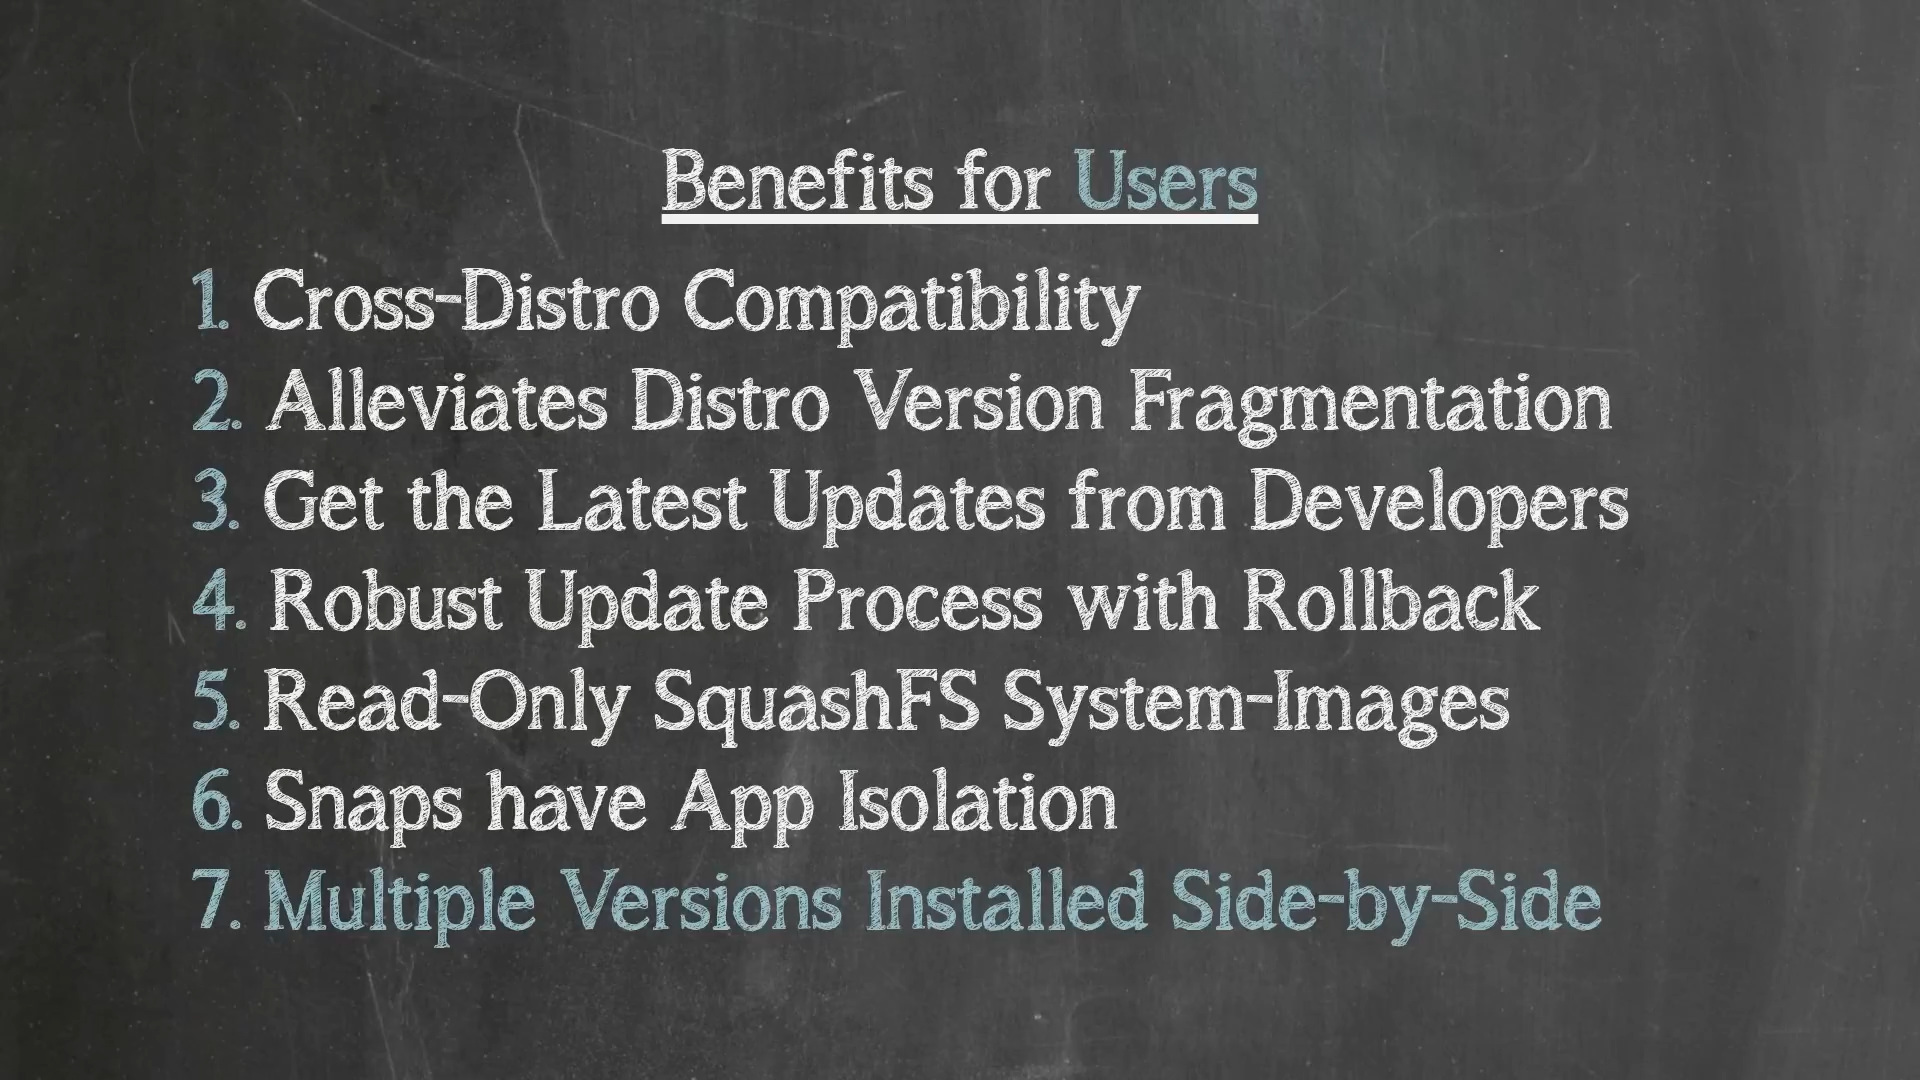 Benefits for Users
1. Cross-Distro Compatibility
2. Alleviates Distro Version Fragmentation
3. Get the Latest Updates from Developers
4. Robust Update Process with Rollback
5. Read-Only SquashFS System-Images
6. Snaps have App Isolation
7. Multiple Versions Installed Side-by-Side